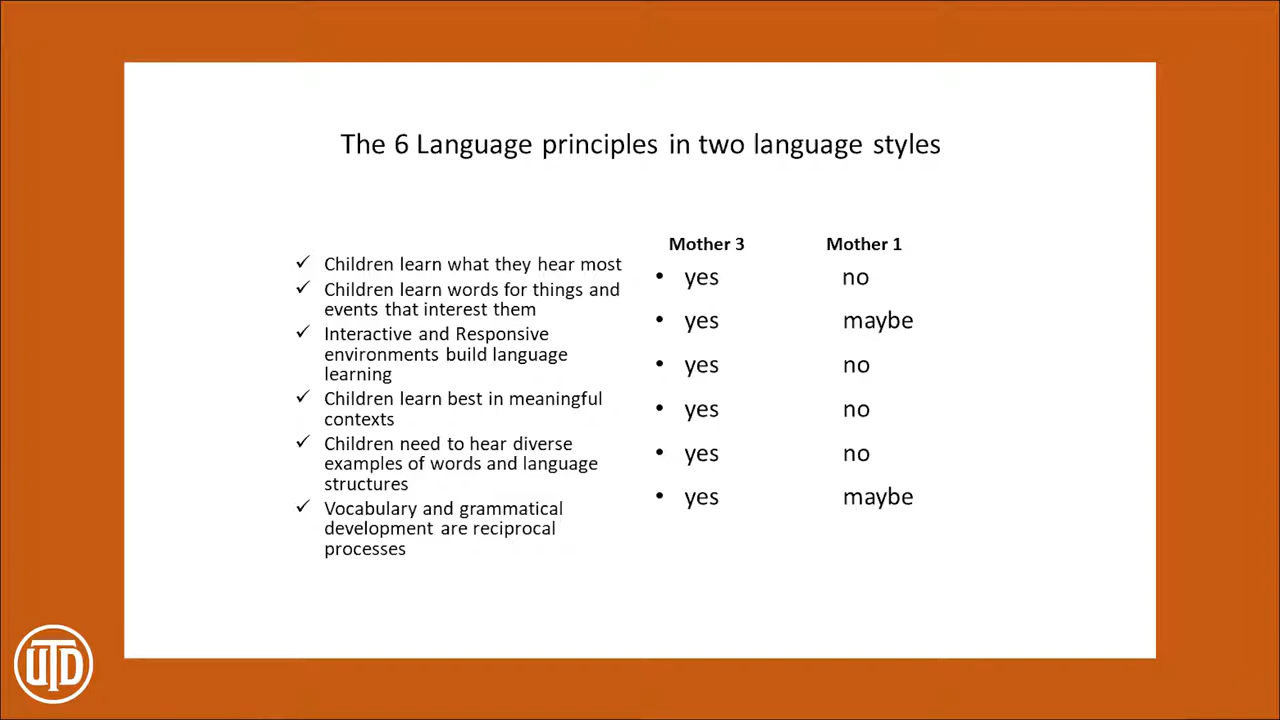 The 6 Language principles in two language styles
Mother 3 Mother 1
✓ Children learn what they hear most
• yes no
✓ Children learn words for things and
events that interest them
• yes maybe
✓ Interactive and Responsive
environments build language
learning
• yes no
✓ Children learn best in meaningful
contexts
• yes no
✓ Children need to hear diverse
examples of words and language
structures
• yes no
✓ Vocabulary and grammatical
development are reciprocal
processes
• yes maybe
UTD